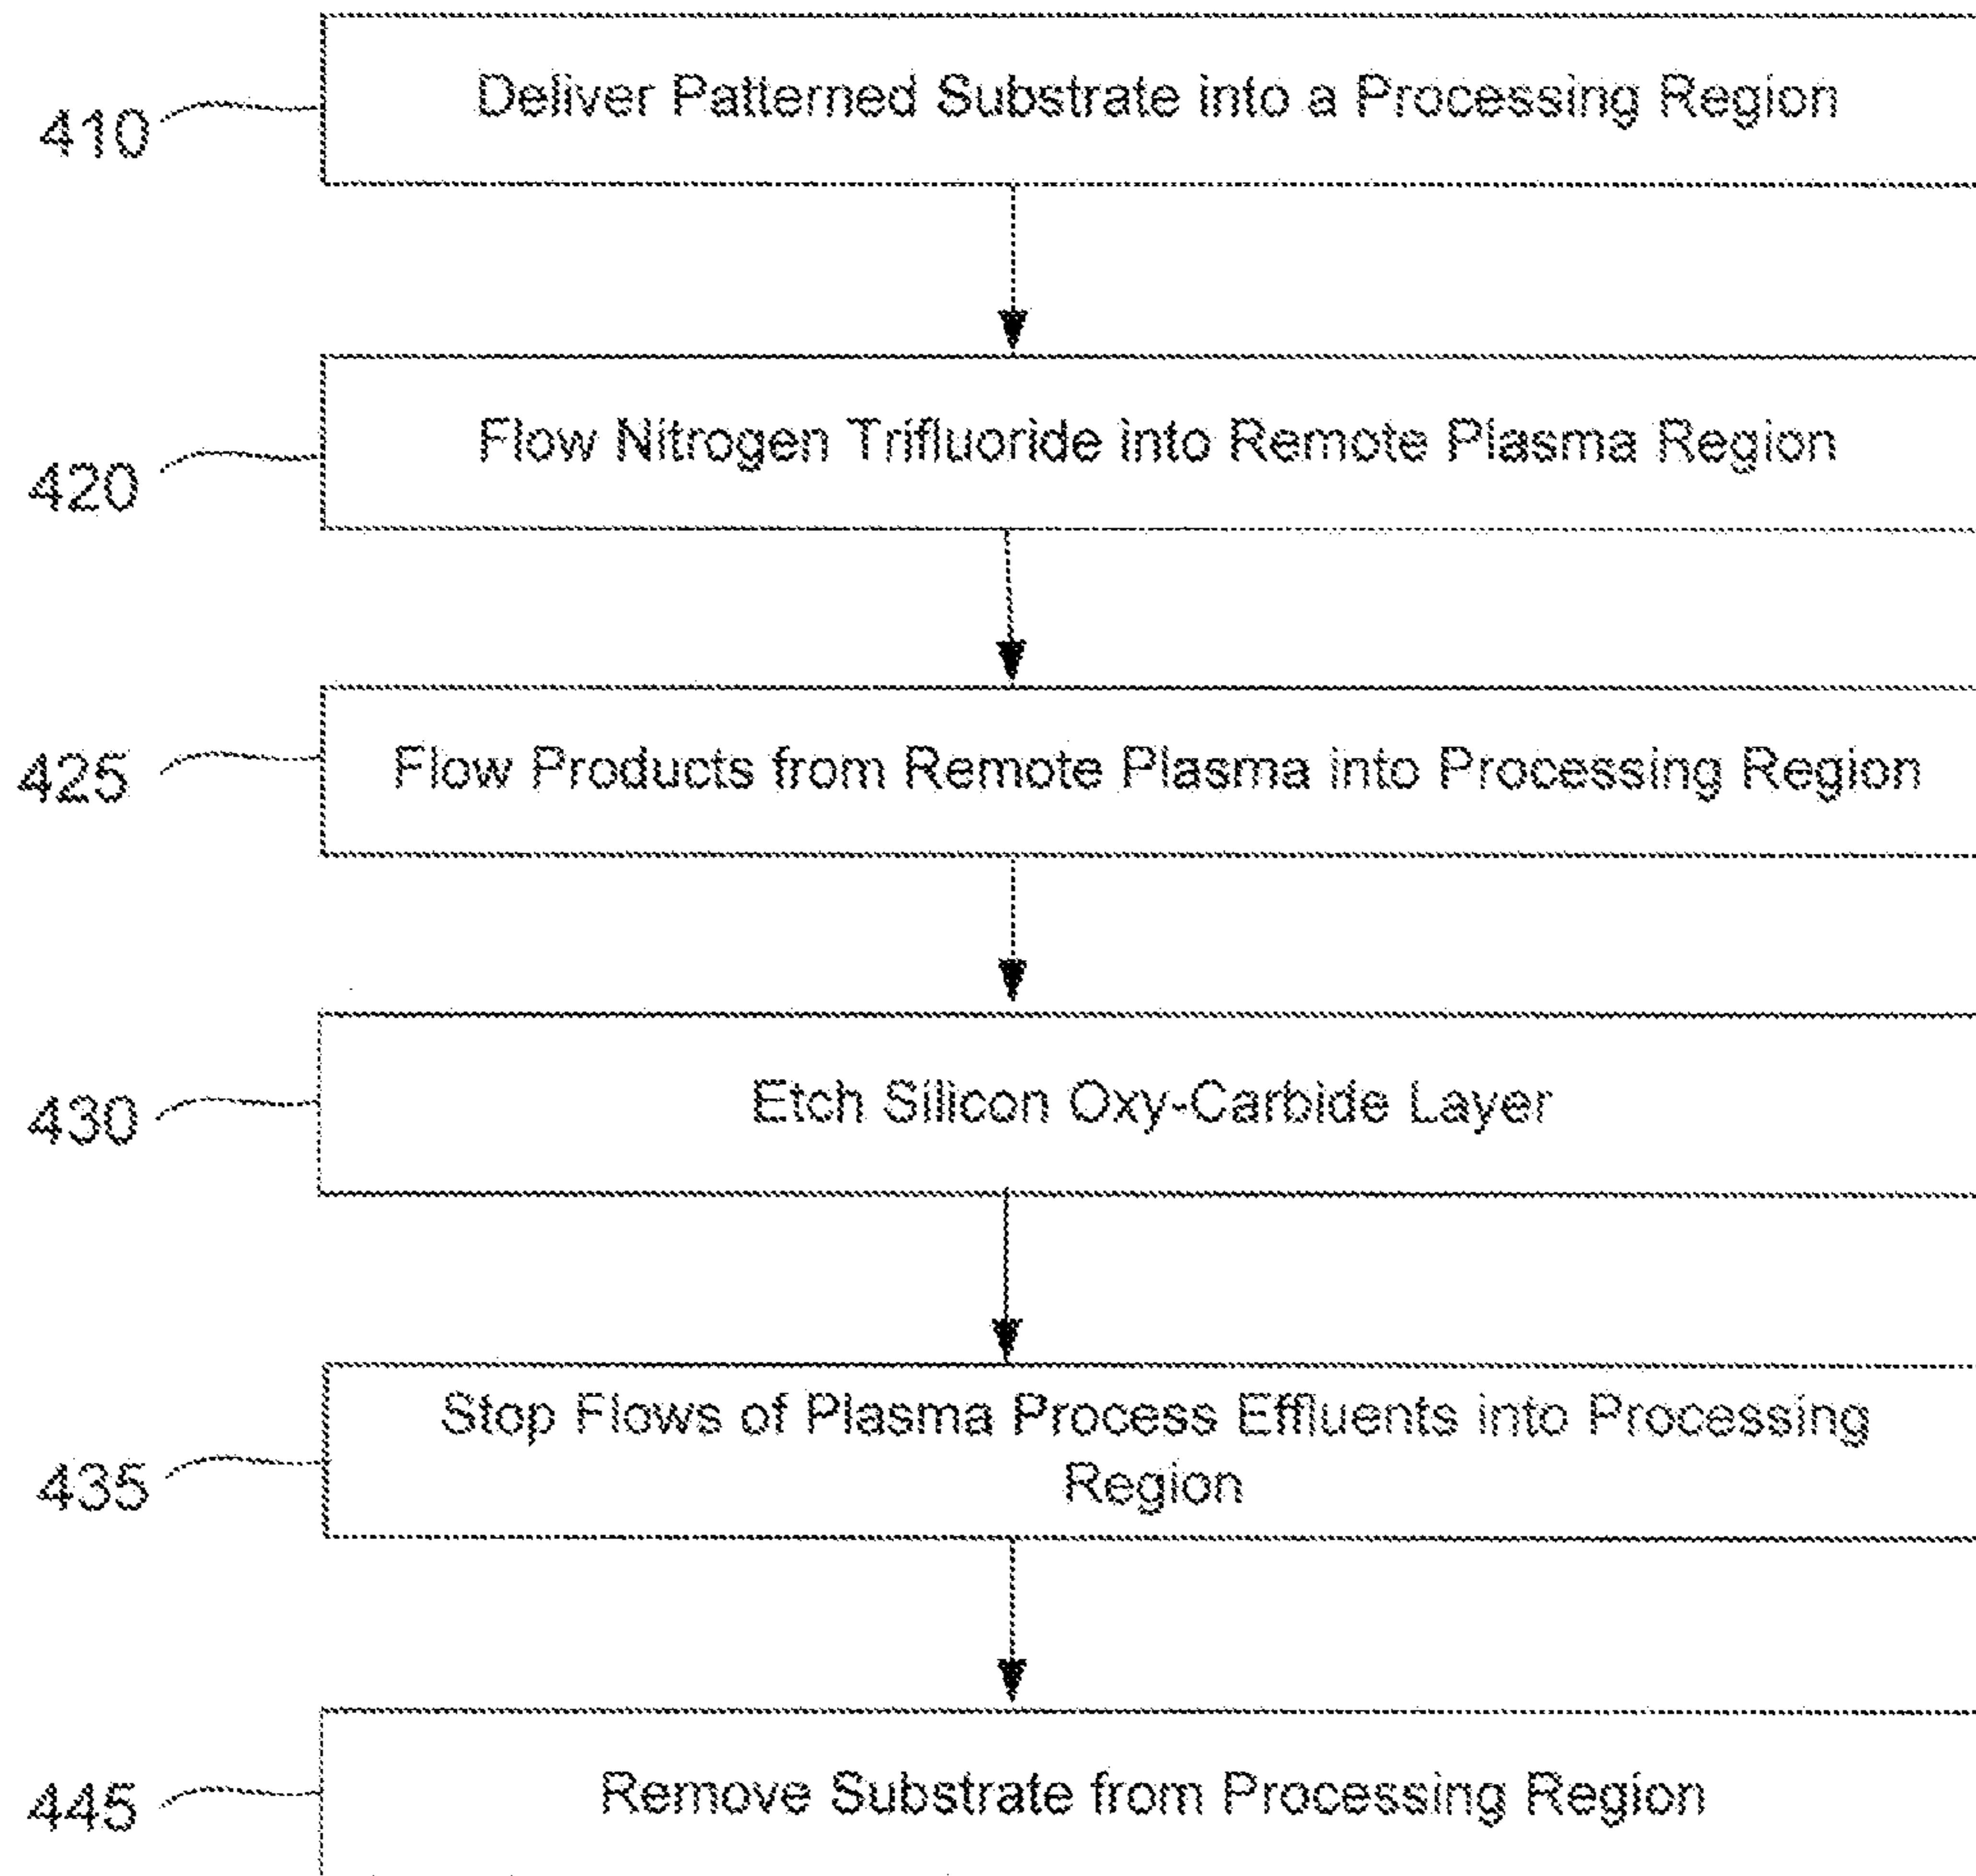 Deliver Patterned Substrate into a Processing Region
410
Flow Nitrogen Trifluoride into Remote Plasma Region
420
Flow Products from Remote Plasma into Processing Region
425
Etch Silicon Oxy-Carbide Layer
430
Stop Flows of Plasma Process Effluents into Processing
Region
435
Remove Substrate from Processing Region
445